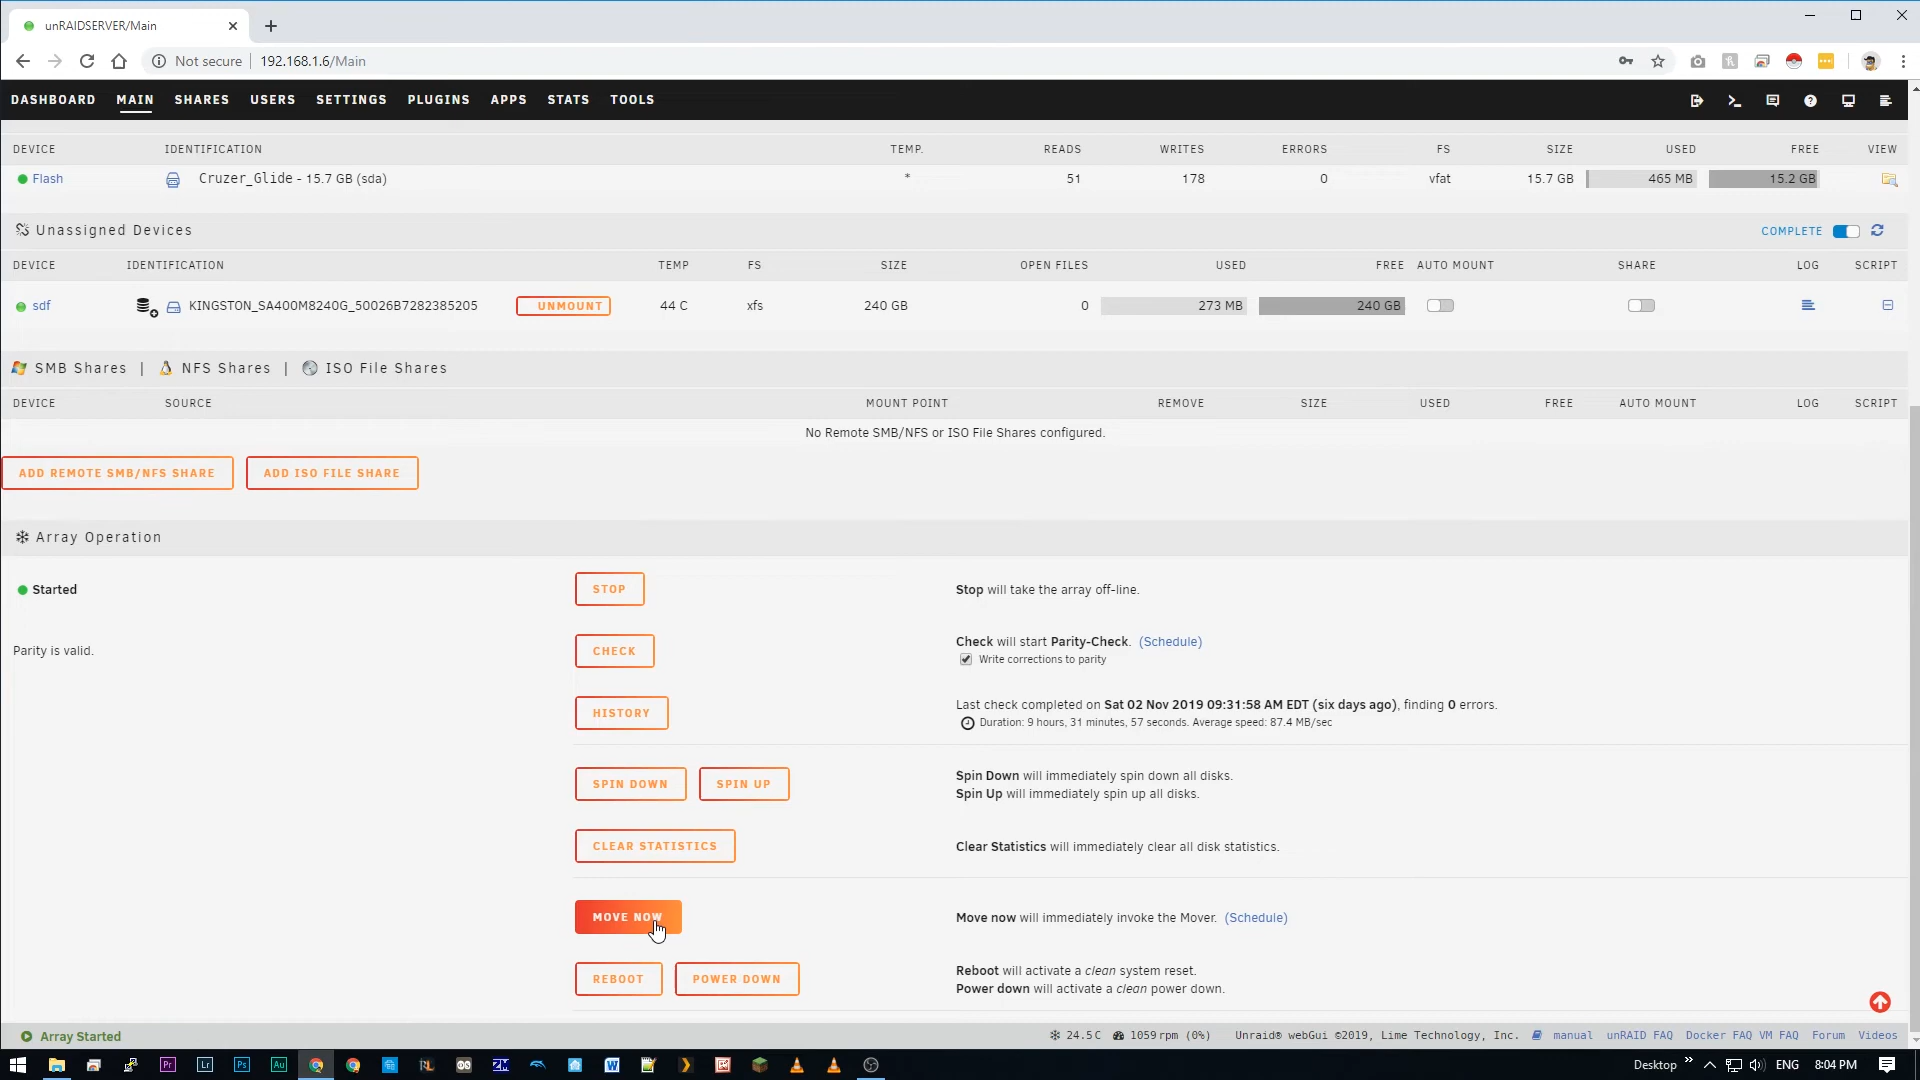 unRAIDSERVER/Main
Not secure 192.168.1.6/Main
DASHBOARD MAIN SHARES USERS SETTINGS PLUGINS APPS STATS TOOLS
DEVICE IDENTIFICATION TEMP. READS WRITES ERRORS FS SIZE USED FREE VIEW
Flash Cruzer_Glide - 15.7 GB (sda) * 51 178 0 vfat 15.7 GB 465 MB 15.2 GB
Unassigned Devices COMPLETE
DEVICE IDENTIFICATION TEMP FS SIZE OPEN FILES USED FREE AUTO MOUNT SHARE LOG SCRIPT
sdf KINGSTON_SA400M8240G_50026B7282385205 UNMOUNT 44 C xfs 240 GB 0 273 MB 240 GB
SMB Shares | NFS Shares | ISO File Shares
DEVICE SOURCE MOUNT POINT REMOVE SIZE USED FREE AUTO MOUNT LOG SCRIPT
No Remote SMB/NFS or ISO File Shares configured.
ADD REMOTE SMB/NFS SHARE ADD ISO FILE SHARE
Array Operation
Started STOP Stop will take the array off-line.
Parity is valid. CHECK Check will start Parity-Check. (Schedule)
Write corrections to parity
HISTORY Last check completed on Sat 02 Nov 2019 09:31:58 AM EDT (six days ago), finding 0 errors.
Duration: 9 hours, 31 minutes, 57 seconds. Average speed: 87.4 MB/sec
SPIN DOWN SPIN UP Spin Down will immediately spin down all disks.
Spin Up will immediately spin up all disks.
CLEAR STATISTICS Clear Statistics will immediately clear all disk statistics.
MOVE NOW Move now will immediately invoke the Mover. (Schedule)
REBOOT POWER DOWN Reboot will activate a clean system reset.
Power down will activate a clean power down.
Array Started 24.5 C 1059 rpm (0%) Unraid® webGui ©2019, Lime Technology, Inc. manual unRAID FAQ Docker FAQ VM FAQ Forum Videos
Pr Lr Ps Au Desktop ENG 8:04 PM